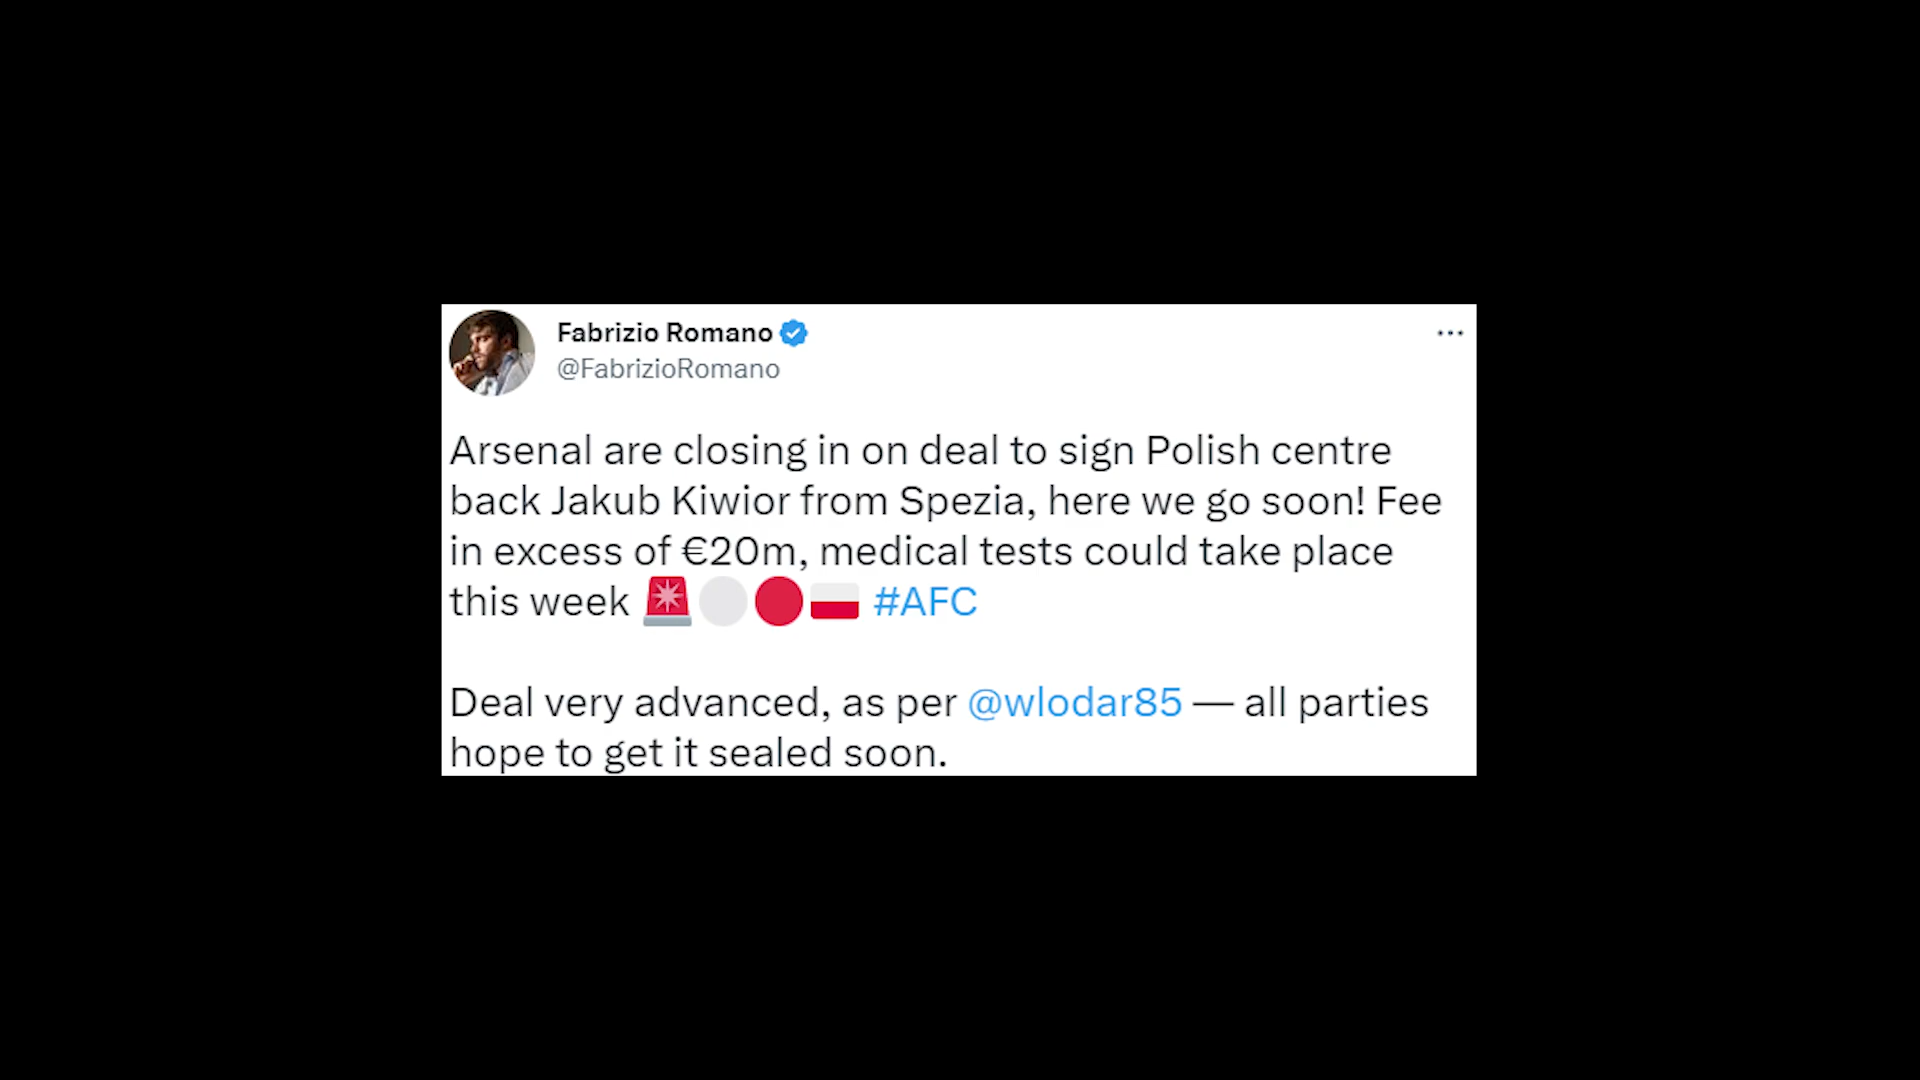 Fabrizio Romano
@FabrizioRomano
Arsenal are closing in on deal to sign Polish centre
back Jakub Kiwior from Spezia, here we go soon! Fee
in excess of €20m, medical tests could take place
this week 🚨⚪🔴🇵🇱 #AFC
Deal very advanced, as per @wlodar85 — all parties
hope to get it sealed soon.